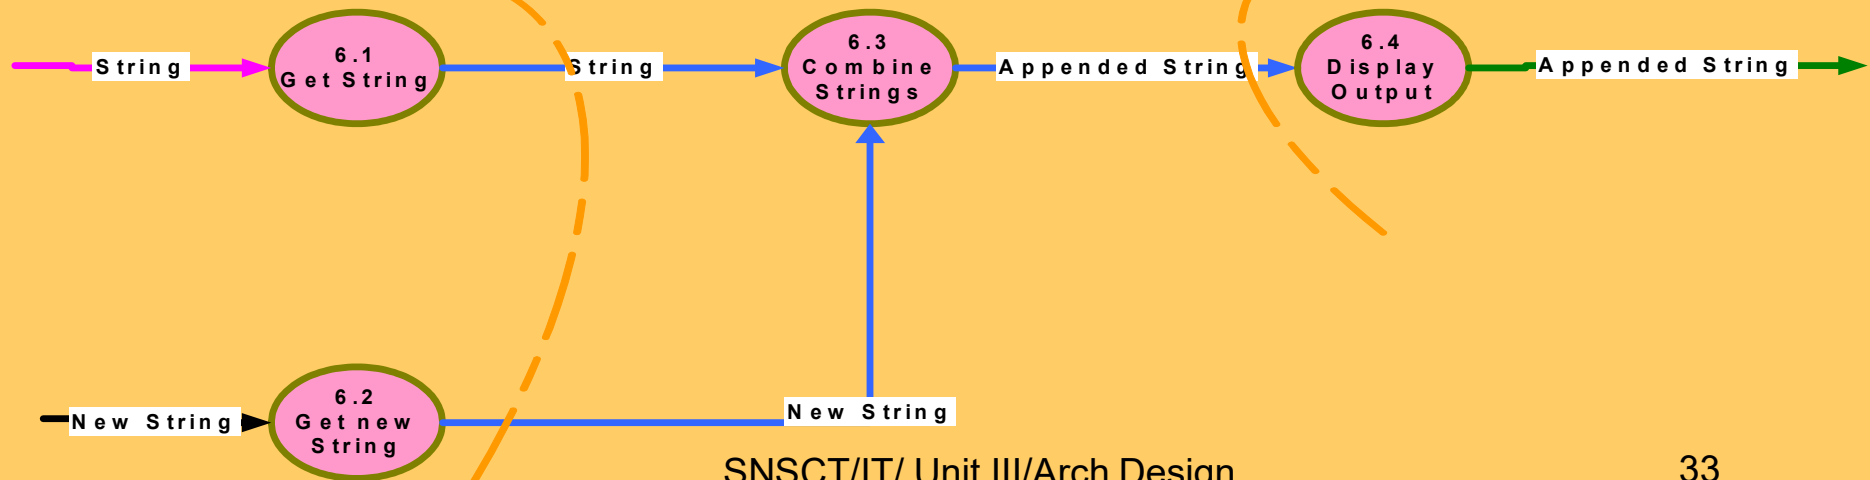 String
6.1
Get String
String
6.3
Combine
Strings
Appended String
6.4
Display
Output
Appended String
New String
6.2
Get new
String
New String
SNSCT/IT/ Unit III/Arch Design
33